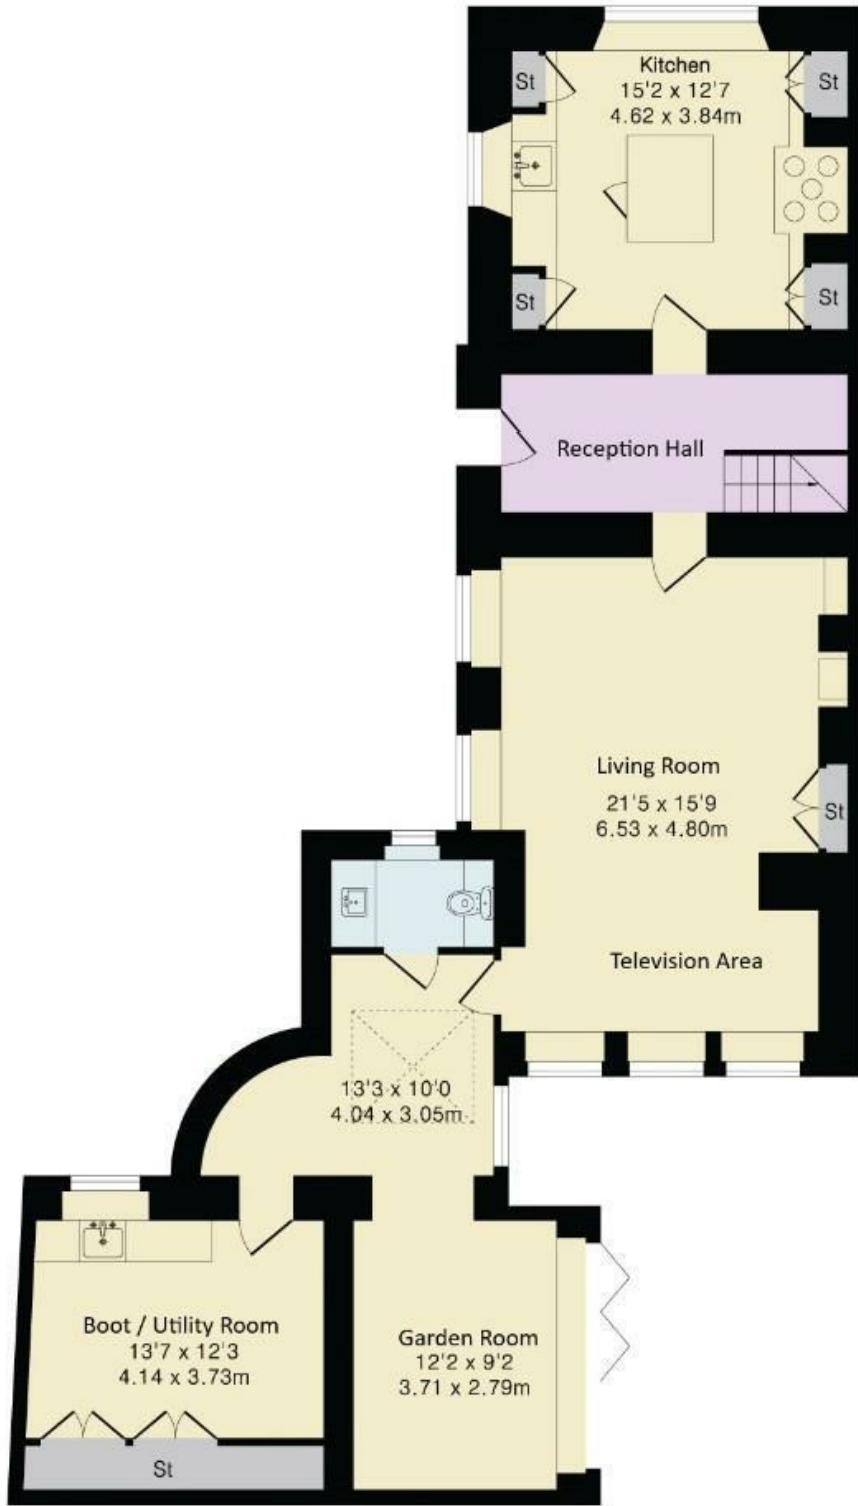 Kitchen
15'2 x 12'7
4.62 x 3.84m
St
St
St
St
Reception Hall
Living Room
21'5 x 15'9
6.53 x 4.80m
St
Television Area
13'3 x 10'0
4.04 x 3.05m
Boot / Utility Room
13'7 x 12'3
4.14 x 3.73m
Garden Room
12'2 x 9'2
3.71 x 2.79m
St